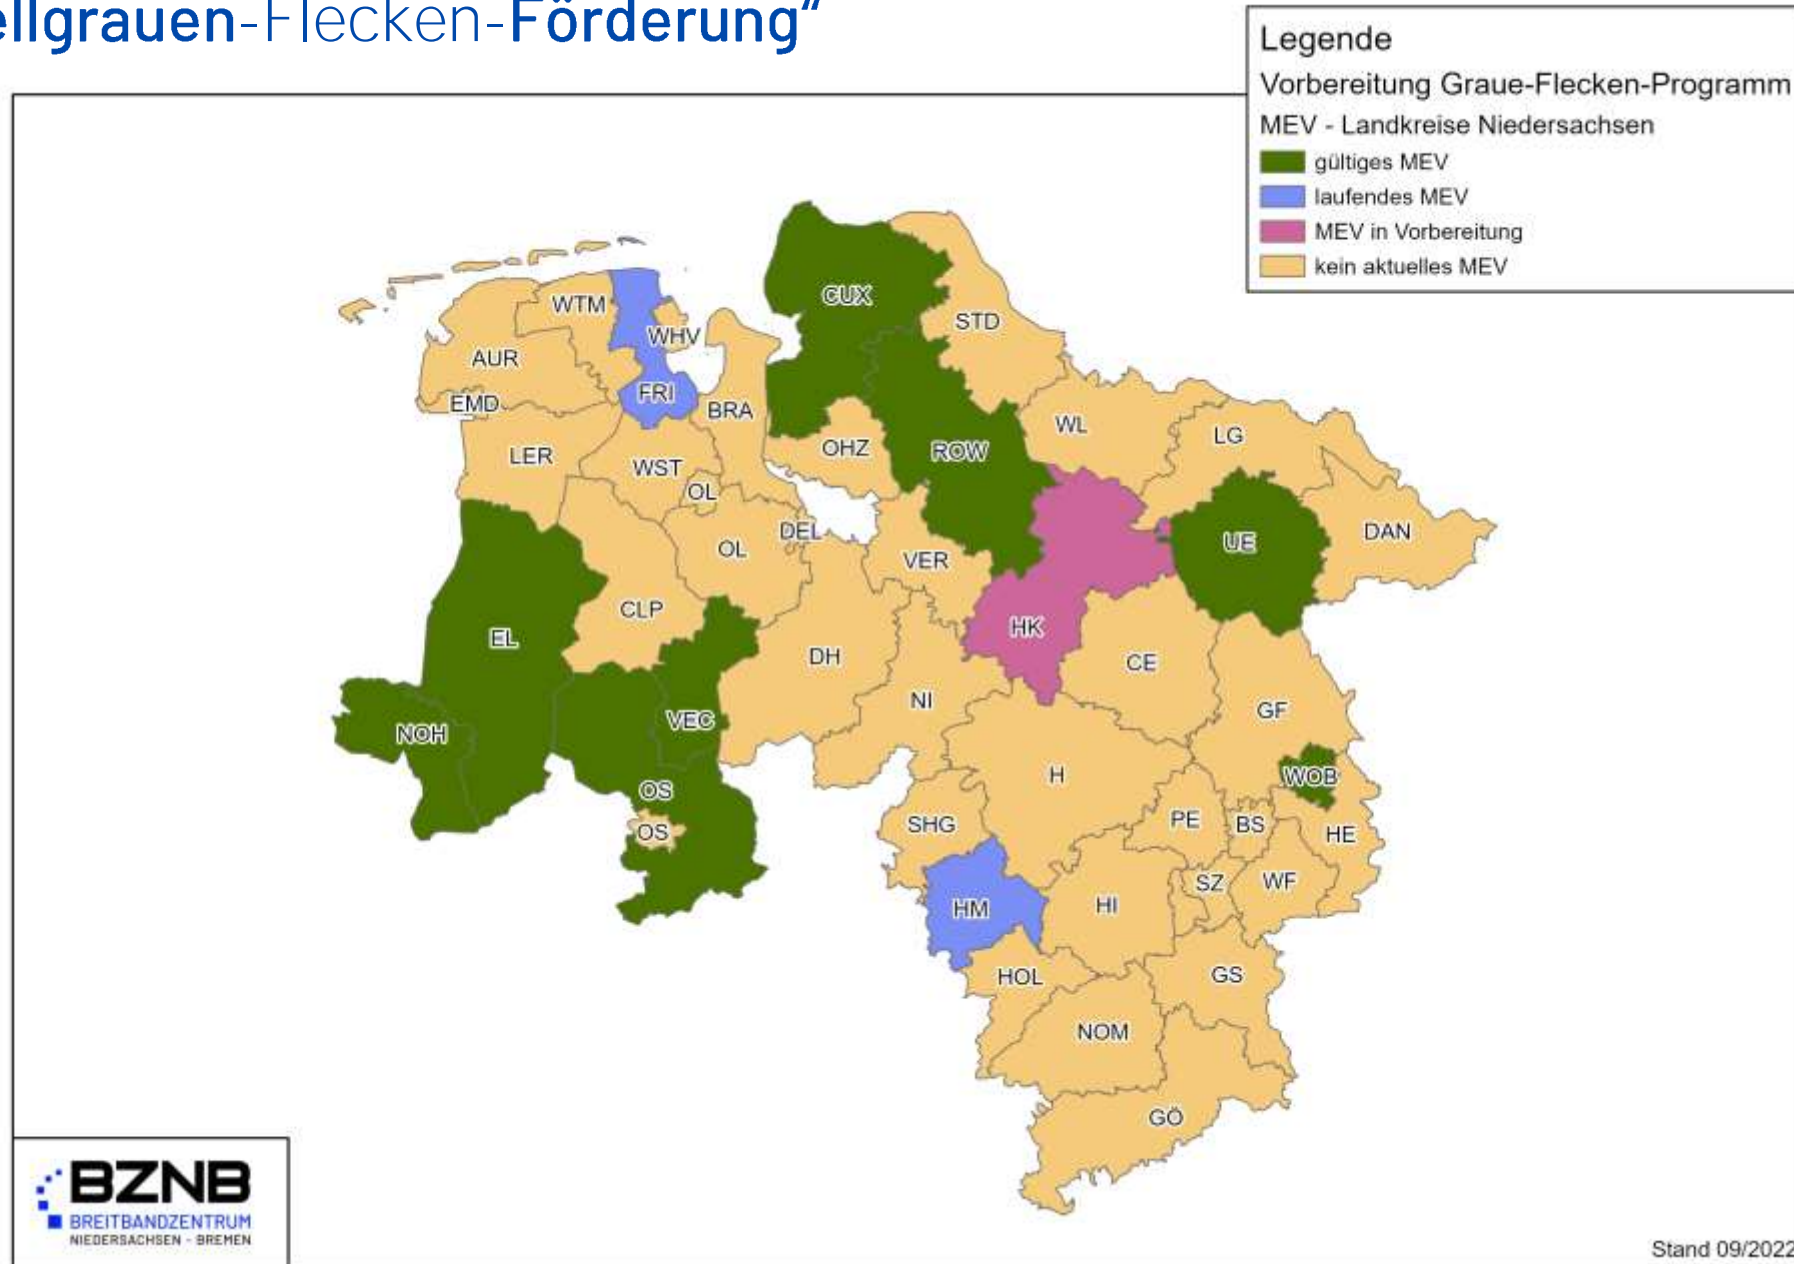 ellgrauen-Flecken-Förderung“
Legende
Vorbereitung Graue-Flecken-Programm
MEV - Landkreise Niedersachsen
gültiges MEV
laufendes MEV
MEV in Vorbereitung
kein aktuelles MEV
CUX
WTM
STD
WHV
AUR
FRI
EMD
BRA
WL
LG
OHZ
ROW
LER
WST
OL
DEL
DAN
UE
OL
VER
CLP
HK
EL
DH
CE
NI
GF
VEC
NOH
H
WOB
OS
PE
BS
SHG
OS
HE
SZ
WF
HI
HM
GS
HOL
NOM
GÖ
BZNB
BREITBANDZENTRUM
NIEDERSACHSEN - BREMEN
Stand 09/2022